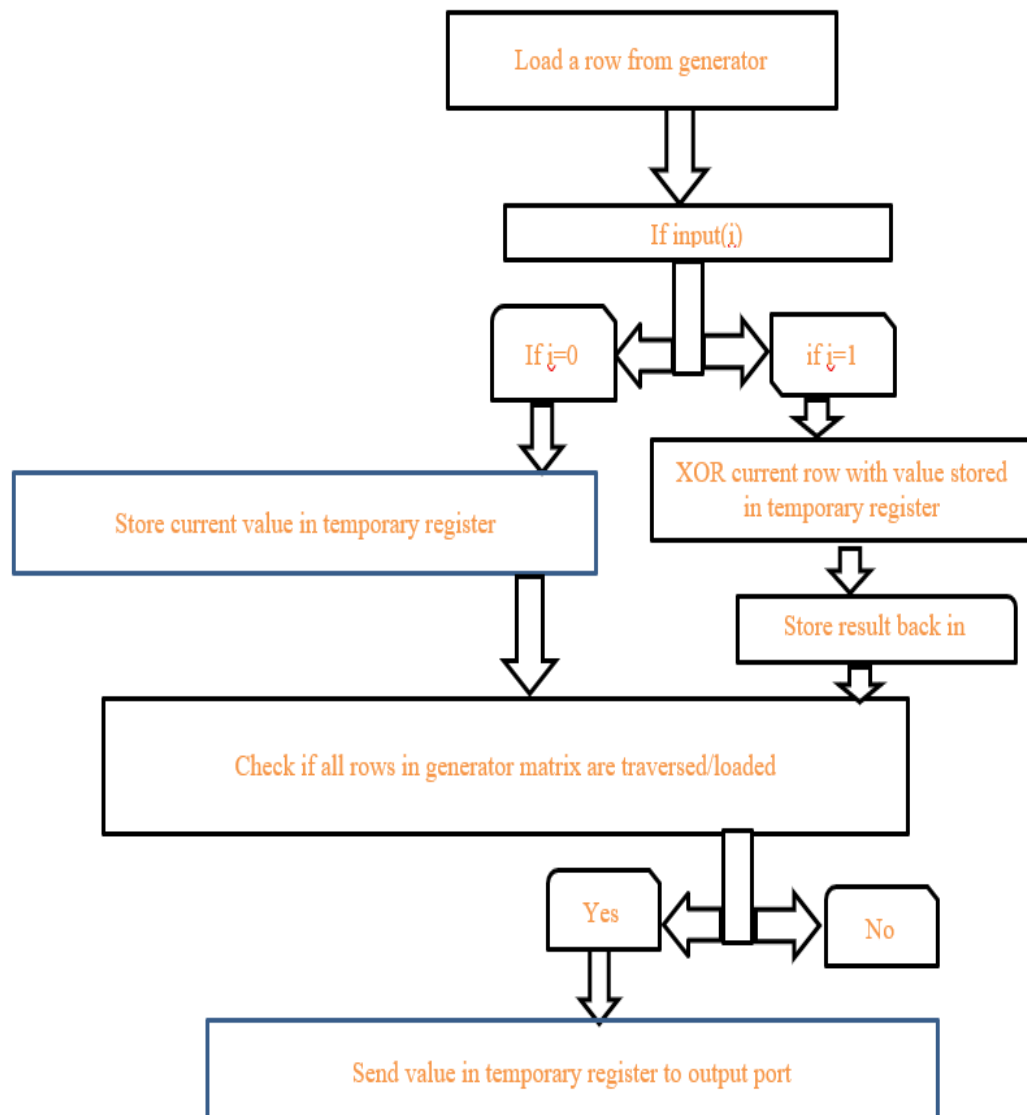 Load a row from generator
If input(i)
If i=0
if i=1
Store current value in temporary register
XOR current row with value stored
in temporary register
Store result back in
Check if all rows in generator matrix are traversed/loaded
Yes
No
Send value in temporary register to output port